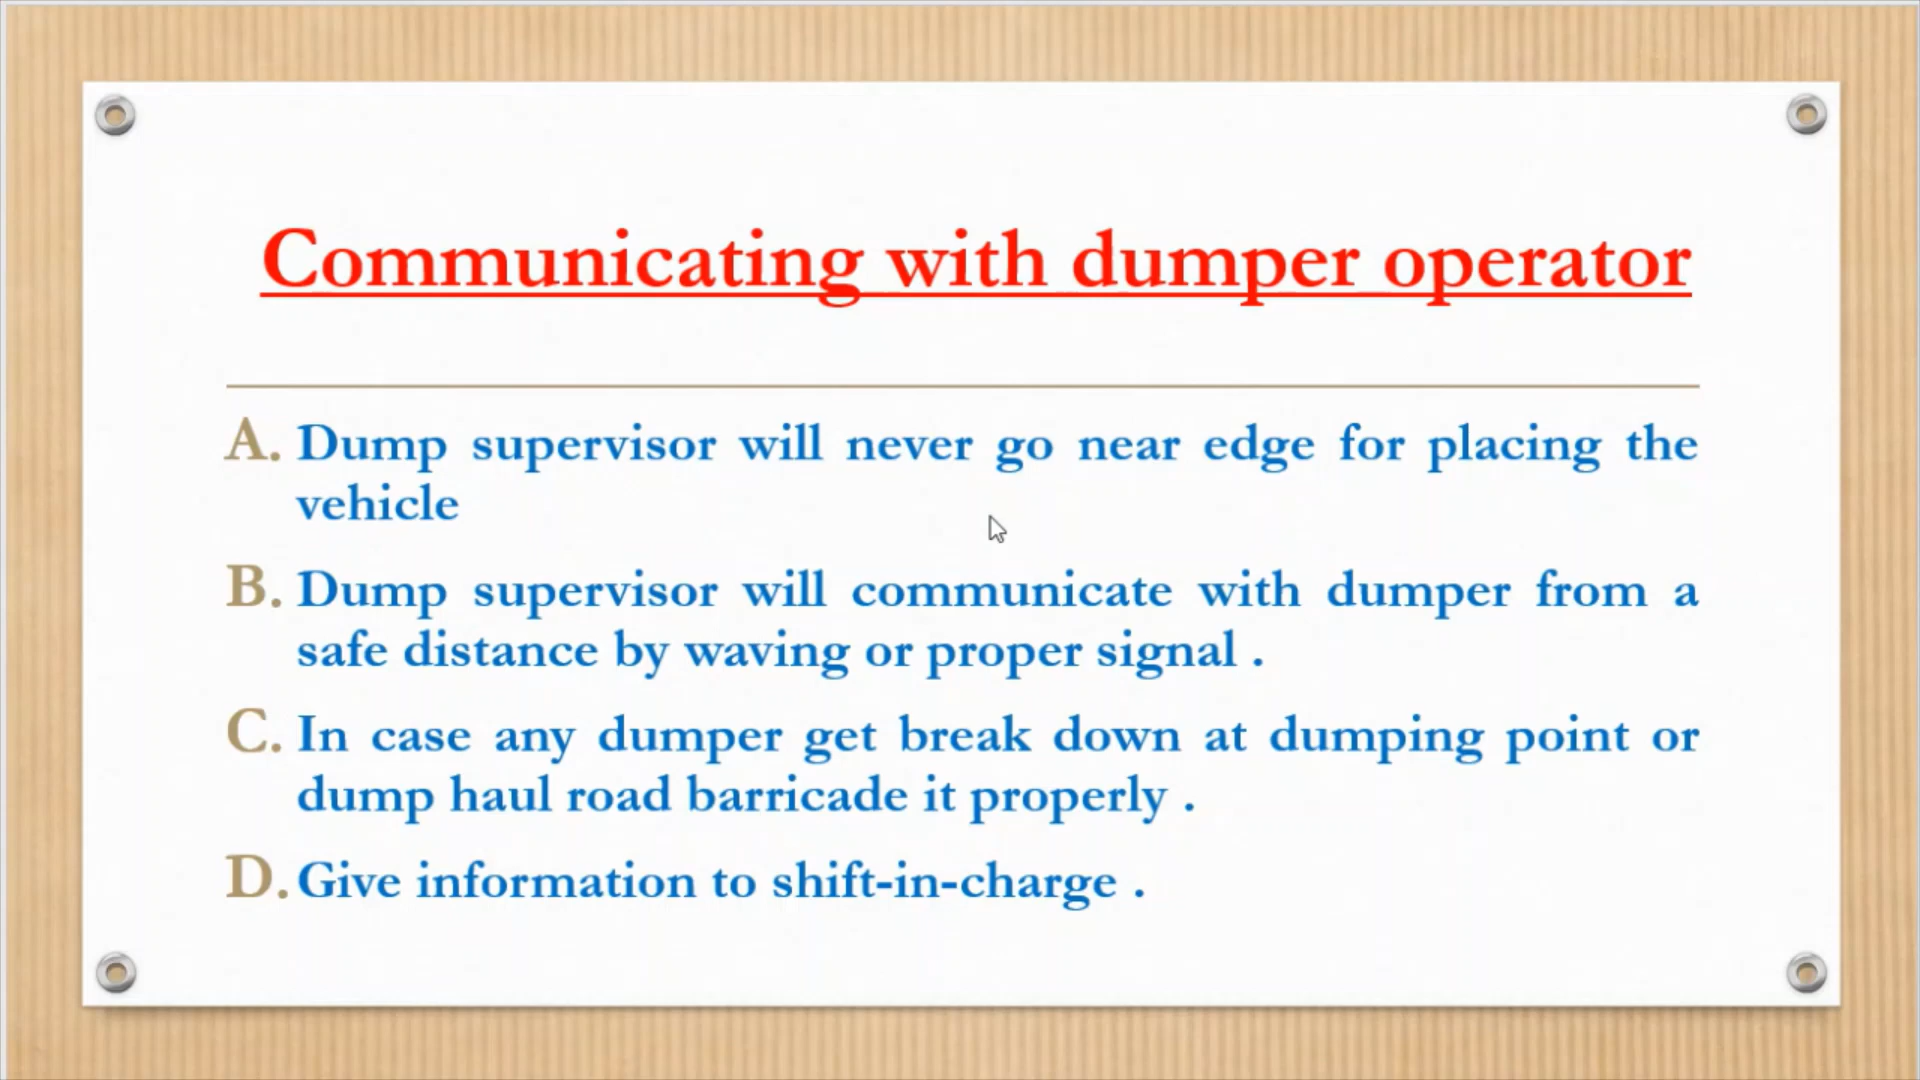 Communicating with dumper operator
A. Dump supervisor will never go near edge for placing the
vehicle
B. Dump supervisor will communicate with dumper from a
safe distance by waving or proper signal .
C. In case any dumper get break down at dumping point or
dump haul road barricade it properly .
D. Give information to shift-in-charge .